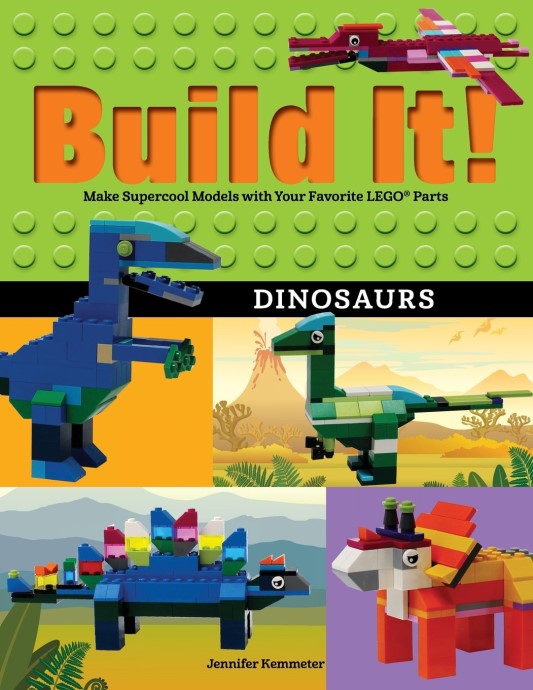 Build It!
Make Supercool Models with Your Favorite LEGO® Parts
DINOSAURS
Jennifer Kemmeter